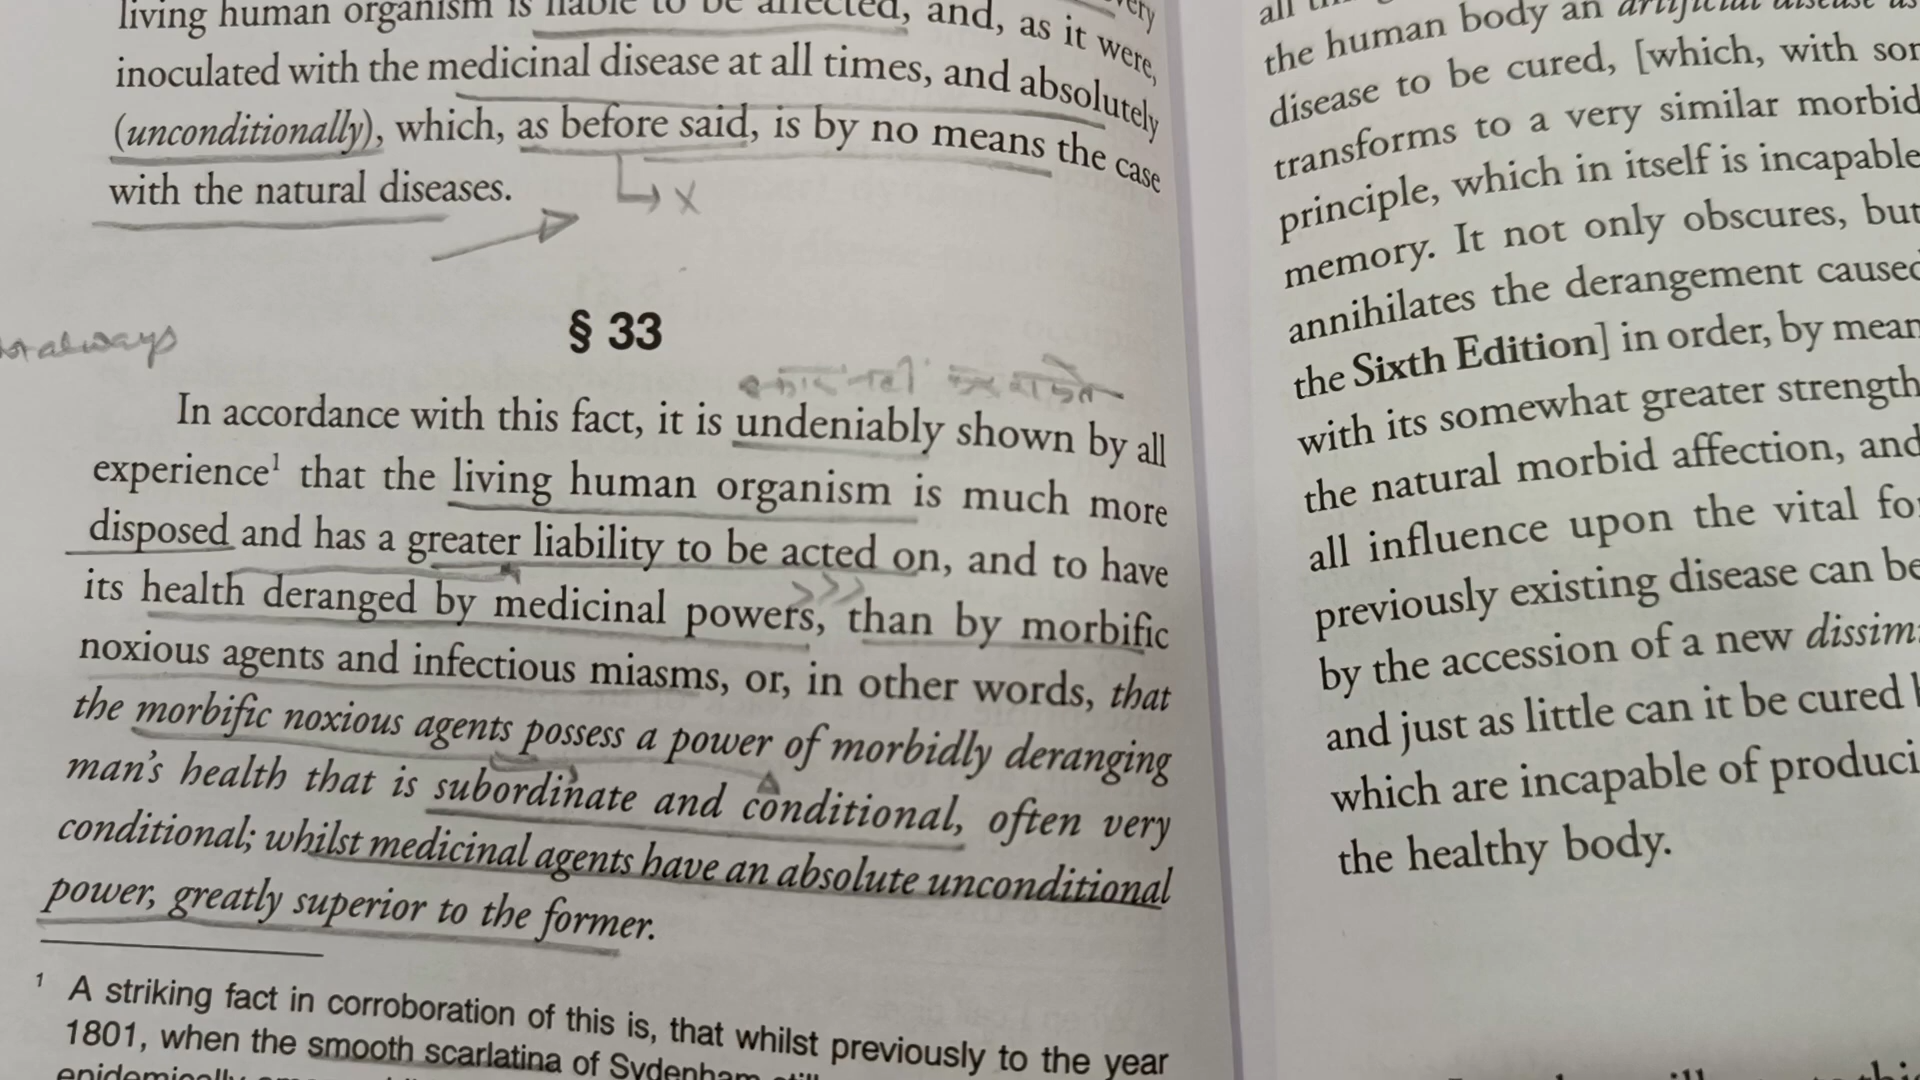 living human organism is liable to be affected, and, as it were,
inoculated with the medicinal disease at all times, and absolutely
(unconditionally), which, as before said, is by no means the case
with the natural diseases.
x
§ 33
always
In accordance with this fact, it is undeniably shown by all
experience1 that the living human organism is much more
disposed and has a greater liability to be acted on, and to have
>>>
its health deranged by medicinal powers, than by morbific
noxious agents and infectious miasms, or, in other words, that
the morbific noxious agents possess a power of morbidly deranging
man's health that is subordinate and conditional, often very
conditional; whilst medicinal agents have an absolute unconditional
power, greatly superior to the former.
1 A striking fact in corroboration of this is, that whilst previously to the year
1801, when the smooth scarlatina of Sydenham still
epidemically
the human body an artificial disease as
disease to be cured, [which, with
transforms to a very similar morbid
principle, which in itself is incapable
memory. It not only obscures, but
annihilates the derangement caused
the Sixth Edition] in order, by
with its somewhat greater strength
the natural morbid affection, and
all influence upon the vital
previously existing disease can be
by the accession of a new
and just as little can it be cured
which are incapable of
the healthy body.